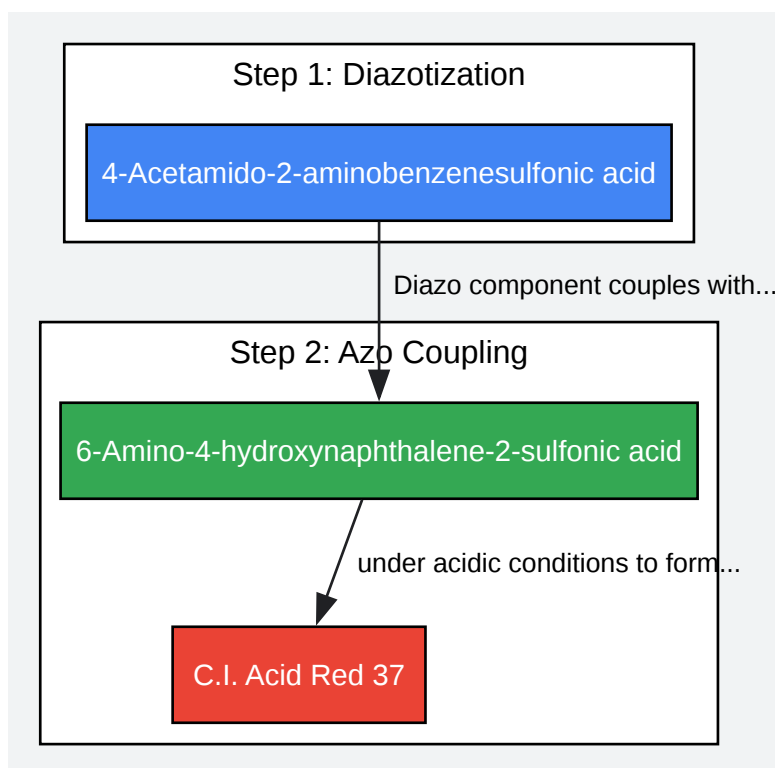 Step 1: Diazotization
4-Acetamido-2-aminobenzenesulfonic acid
Diazo component couples with...
Step 2: Azo Coupling
6-Amino-4-hydroxynaphthalene-2-sulfonic acid
under acidic conditions to form...
C.I. Acid Red 37